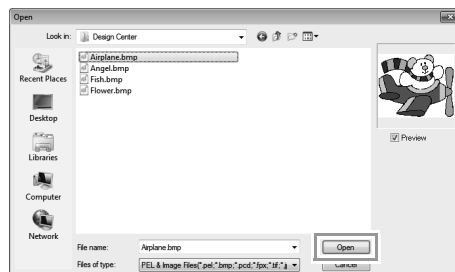 Open
Look in: Design Center
Airplane.bmp
Angel.bmp
Fish.bmp
Flower.bmp
Recent Places
Desktop
Libraries
Computer
Network
Preview
File name: Airplane.bmp Open
Files of type: PEL & Image Files(*.pel;*.bmp;*.pcd;*.fpx;*.tif;*.j Cancel